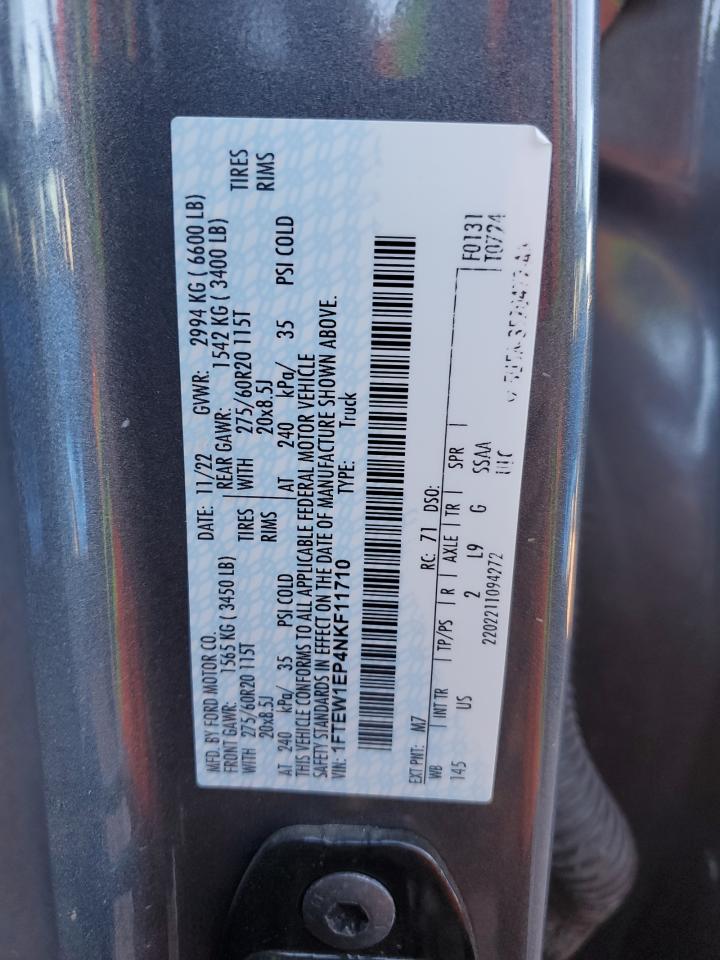 MFD. BY FORD MOTOR CO.
DATE: 11/22 GVWR: 2994 KG ( 6600 LB)
FRONT GAWR: 1565 KG ( 3450 LB)
REAR GAWR: 1542 KG ( 3400 LB)
WITH 275/60R20 115T TIRES
WITH 275/60R20 115T TIRES
20x8.5J RIMS
20x8.5J RIMS
AT 240 kPa/ 35 PSI COLD
AT 240 kPa/ 35 PSI COLD
THIS VEHICLE CONFORMS TO ALL APPLICABLE FEDERAL MOTOR VEHICLE
SAFETY STANDARDS IN EFFECT ON THE DATE OF MANUFACTURE SHOWN ABOVE.
VIN: 1FTEW1EP4NKF11710 TYPE: Truck
EXT PNT: M7 RC: 71 DSO:
WB INT TR TP/PS R AXLE TR SPR F0131
145 US 2 L9 G SSAA T0774
2202211094272 UIC